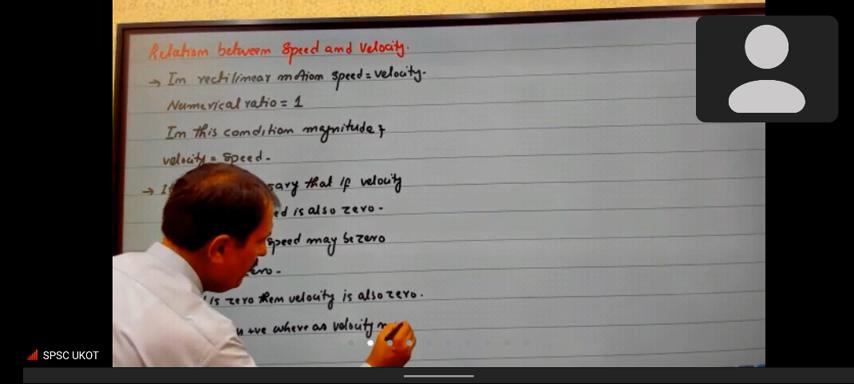 Relation between Speed and Velocity.
→ In rectilinear motion speed = velocity.
Numerical ratio = 1
In this condition magnitude
velocity = speed.
→ sary that if velocity
ed is also zero.
speed may be zero
ero.
is zero then velocity is also zero.
+ve where as velocity
SPSC UKOT